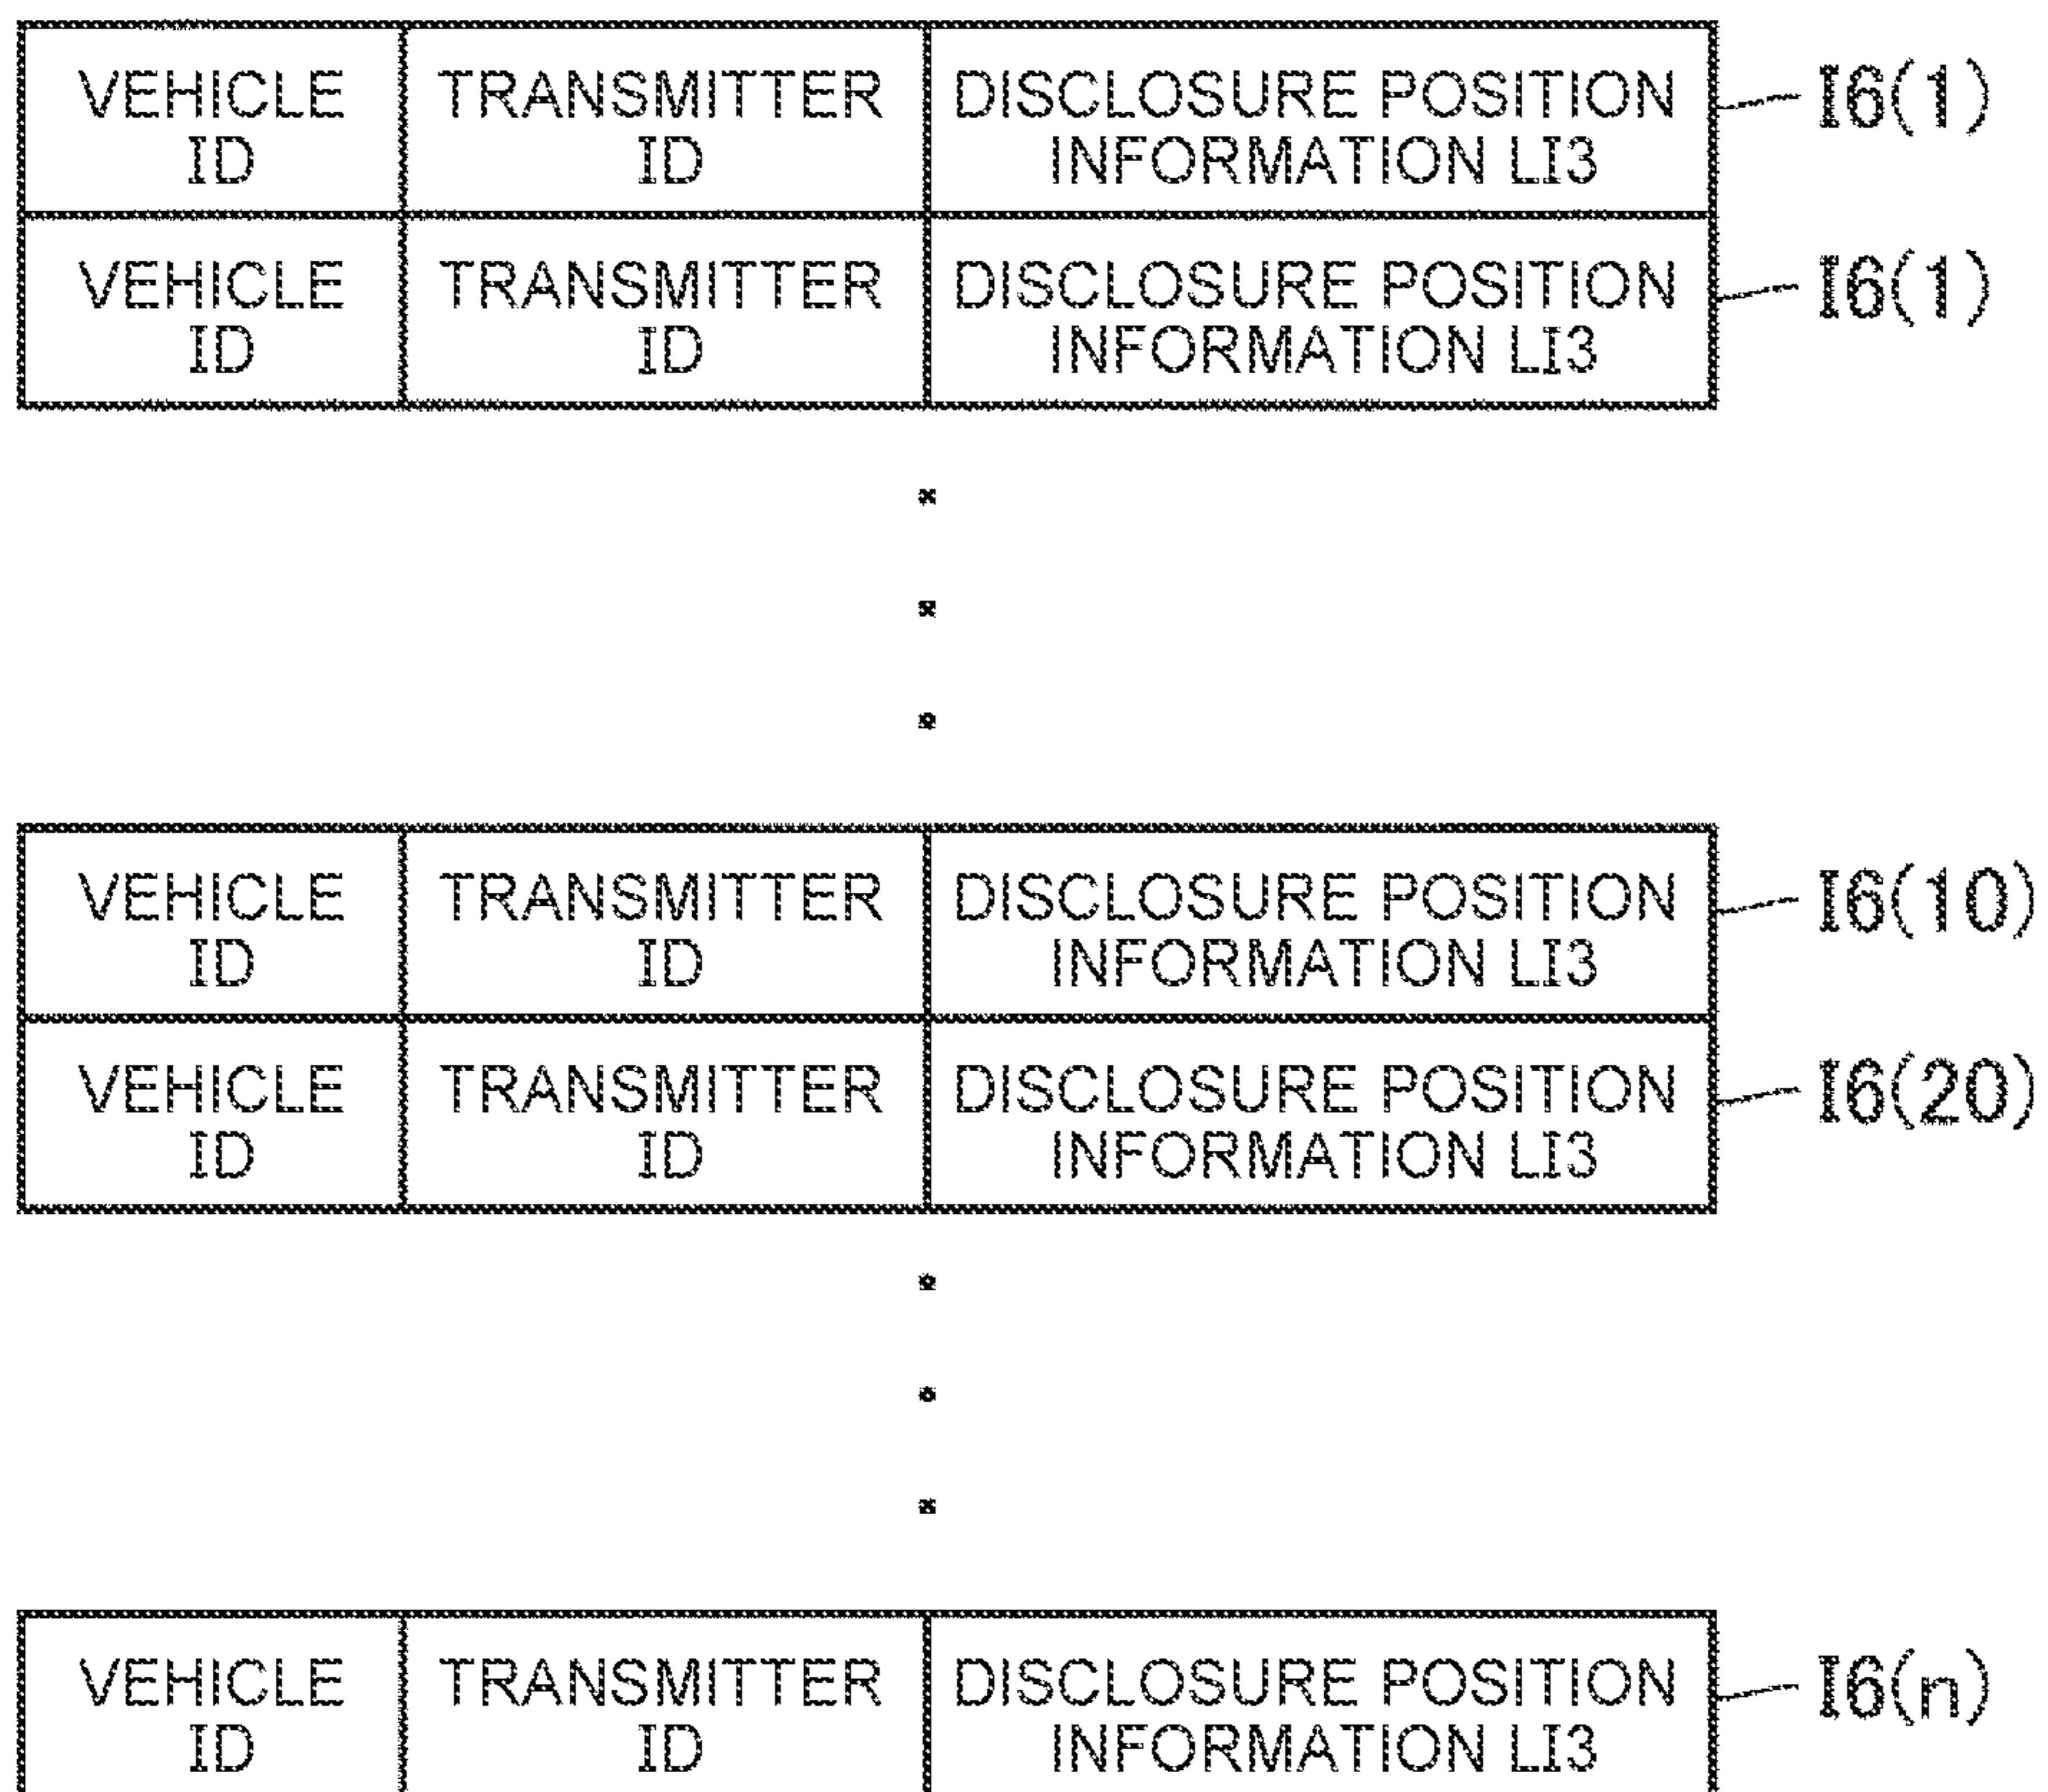 VEHICLE TRANSMITTER DISCLOSURE POSITION I6(1)
ID ID INFORMATION LI3
VEHICLE TRANSMITTER DISCLOSURE POSITION I6(1)
ID ID INFORMATION LI3
VEHICLE TRANSMITTER DISCLOSURE POSITION I6(10)
ID ID INFORMATION LI3
VEHICLE TRANSMITTER DISCLOSURE POSITION I6(20)
ID ID INFORMATION LI3
VEHICLE TRANSMITTER DISCLOSURE POSITION I6(n)
ID ID INFORMATION LI3